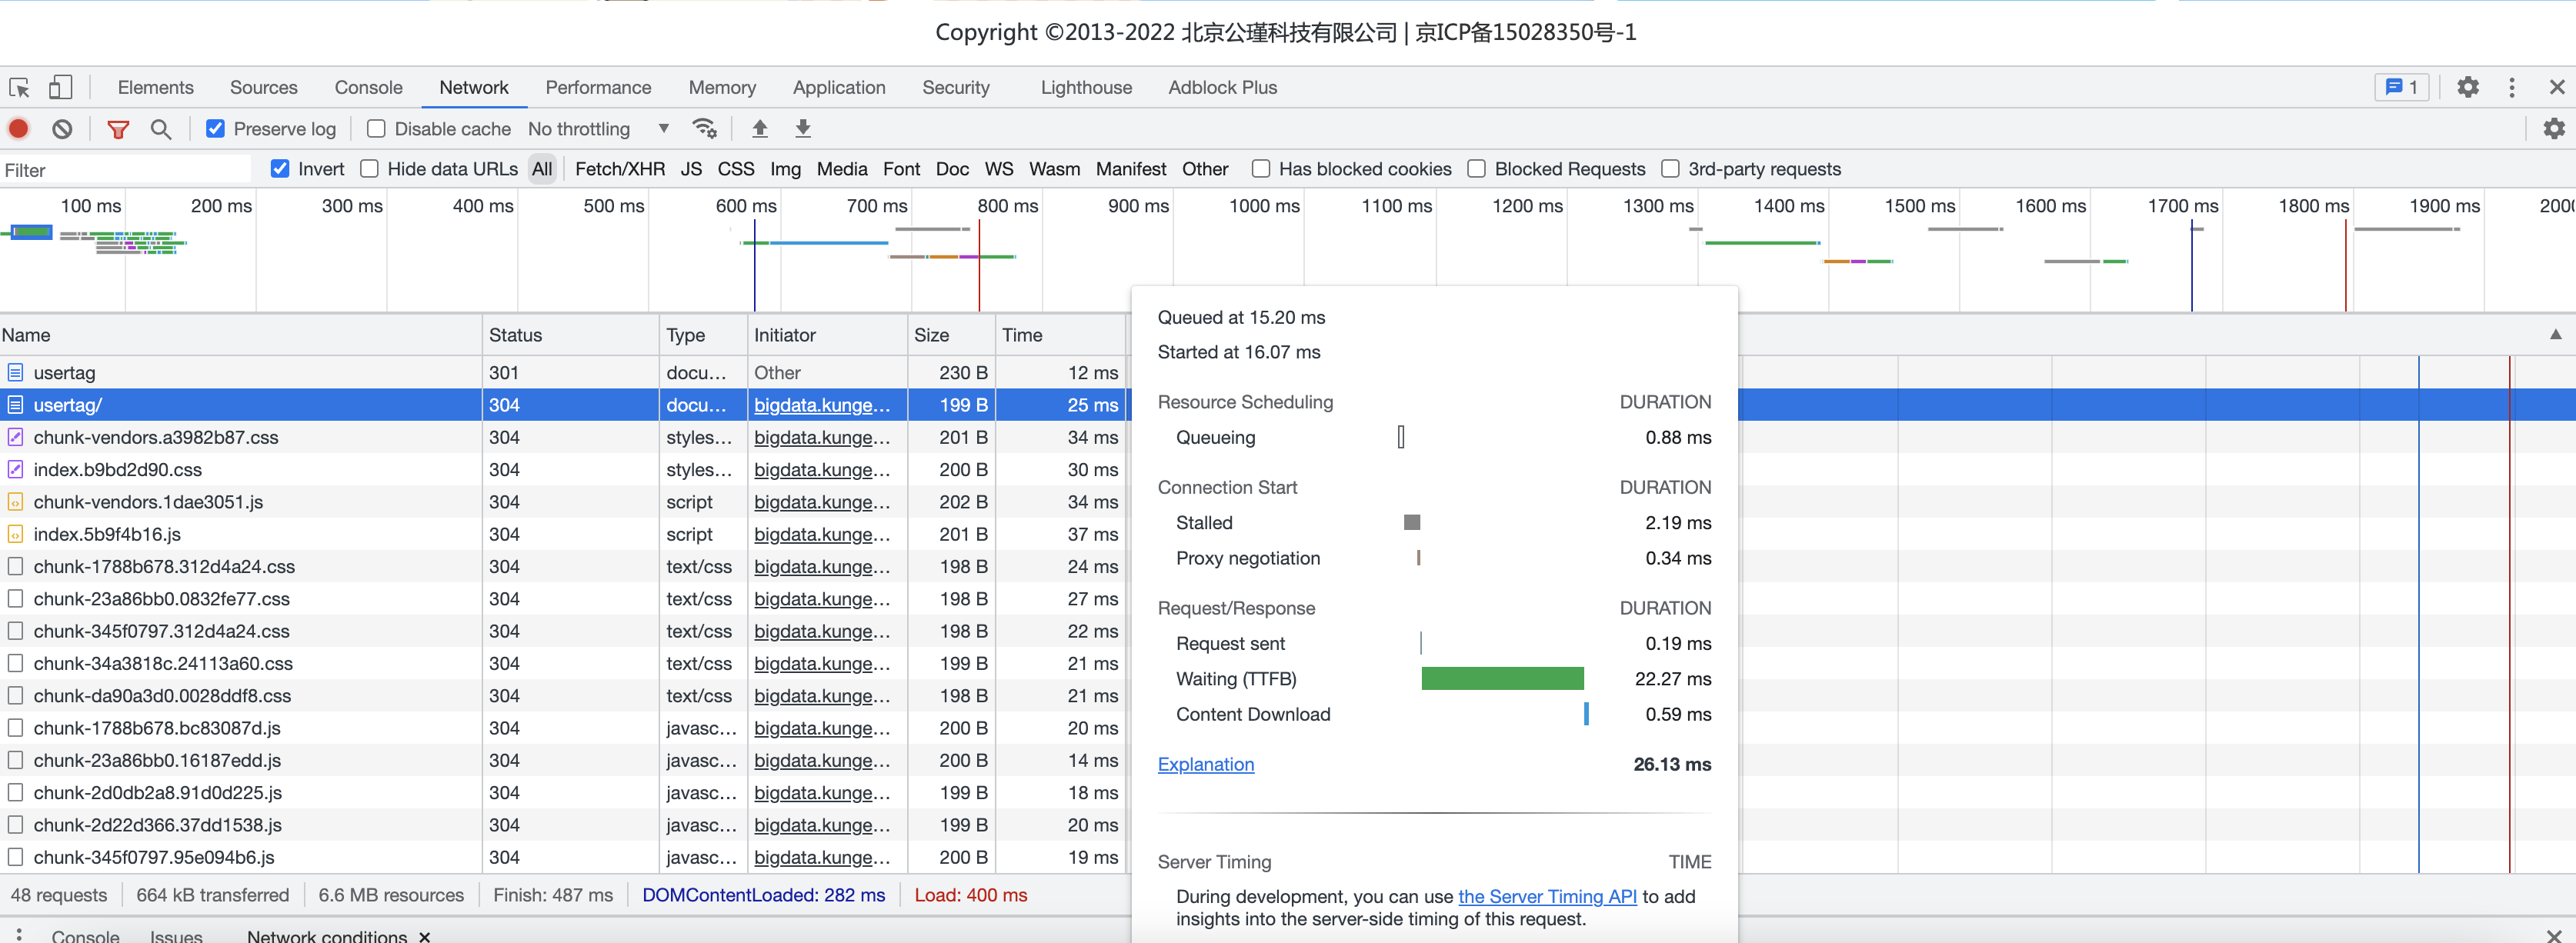 Copyright ©2013-2022 北京公瑾科技有限公司 | 京ICP备15028350号-1
Elements Sources Console Network Performance Memory Application Security Lighthouse Adblock Plus 1
Preserve log Disable cache No throttling
Filter Invert Hide data URLs All Fetch/XHR JS CSS Img Media Font Doc WS Wasm Manifest Other Has blocked cookies Blocked Requests 3rd-party requests
100 ms 200 ms 300 ms 400 ms 500 ms 600 ms 700 ms 800 ms 900 ms 1000 ms 1100 ms 1200 ms 1300 ms 1400 ms 1500 ms 1600 ms 1700 ms 1800 ms 1900 ms 200
Name Status Type Initiator Size Time
usertag 301 docu... Other 230 B 12 ms
usertag/ 304 docu... bigdata.kunge... 199 B 25 ms
chunk-vendors.a3982b87.css 304 styles... bigdata.kunge... 201 B 34 ms
index.b9bd2d90.css 304 styles... bigdata.kunge... 200 B 30 ms
chunk-vendors.1dae3051.js 304 script bigdata.kunge... 202 B 34 ms
index.5b9f4b16.js 304 script bigdata.kunge... 201 B 37 ms
chunk-1788b678.312d4a24.css 304 text/css bigdata.kunge... 198 B 24 ms
chunk-23a86bb0.0832fe77.css 304 text/css bigdata.kunge... 198 B 27 ms
chunk-345f0797.312d4a24.css 304 text/css bigdata.kunge... 198 B 22 ms
chunk-34a3818c.24113a60.css 304 text/css bigdata.kunge... 199 B 21 ms
chunk-da90a3d0.0028ddf8.css 304 text/css bigdata.kunge... 198 B 21 ms
chunk-1788b678.bc83087d.js 304 javasc... bigdata.kunge... 200 B 20 ms
chunk-23a86bb0.16187edd.js 304 javasc... bigdata.kunge... 200 B 14 ms
chunk-2d0db2a8.91d0d225.js 304 javasc... bigdata.kunge... 199 B 18 ms
chunk-2d22d366.37dd1538.js 304 javasc... bigdata.kunge... 199 B 20 ms
chunk-345f0797.95e094b6.js 304 javasc... bigdata.kunge... 200 B 19 ms
Queued at 15.20 ms
Started at 16.07 ms
Resource Scheduling DURATION
Queueing 0.88 ms
Connection Start DURATION
Stalled 2.19 ms
Proxy negotiation 0.34 ms
Request/Response DURATION
Request sent 0.19 ms
Waiting (TTFB) 22.27 ms
Content Download 0.59 ms
Explanation 26.13 ms
Server Timing TIME
During development, you can use the Server Timing API to add
insights into the server-side timing of this request.
48 requests 664 kB transferred 6.6 MB resources Finish: 487 ms DOMContentLoaded: 282 ms Load: 400 ms
Console Issues Network conditions